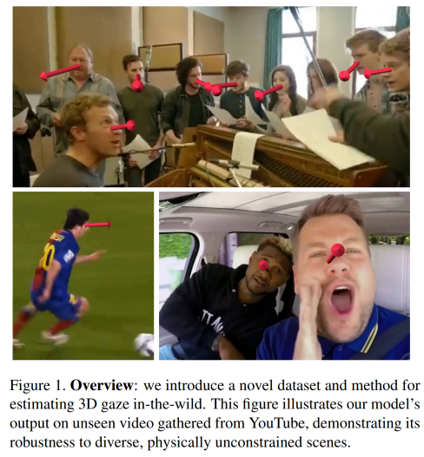 Figure 1. Overview: we introduce a novel dataset and method for
estimating 3D gaze in-the-wild. This figure illustrates our model's
output on unseen video gathered from YouTube, demonstrating its
robustness to diverse, physically unconstrained scenes.